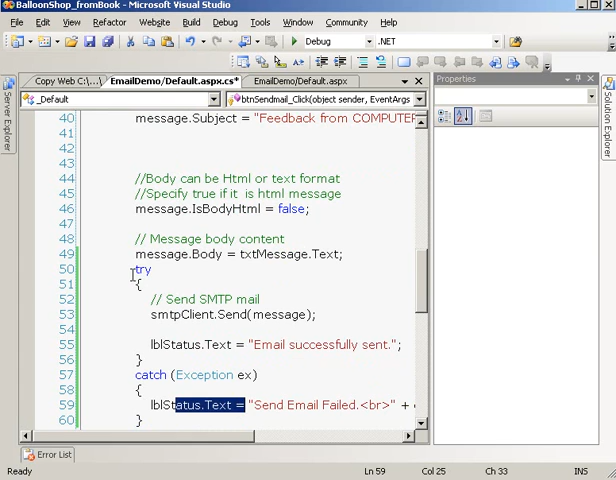 BalloonShop_fromBook - Microsoft Visual Studio
File Edit View Refactor Website Build Debug Tools Window Community Help
Debug .NET
Copy Web C:\... EmailDemo/Default.aspx.cs* EmailDemo/Default.aspx
_Default btnSendmail_Click(object sender, EventArgs
Properties
Server Explorer
Solution Explorer
40 message.Subject = "Feedback from COMPUTER
41
42
43
44 //Body can be Html or text format
45 //Specify true if it is html message
46 message.IsBodyHtml = false;
47
48 // Message body content
49 message.Body = txtMessage.Text;
50 try
51 {
52 // Send SMTP mail
53 smtpClient.Send(message);
54
55 lblStatus.Text = "Email successfully sent.";
56 }
57 catch (Exception ex)
58 {
59 lblStatus.Text = "Send Email Failed.<br>" +
60 }
Error List
Ready Ln 59 Col 25 Ch 33 INS